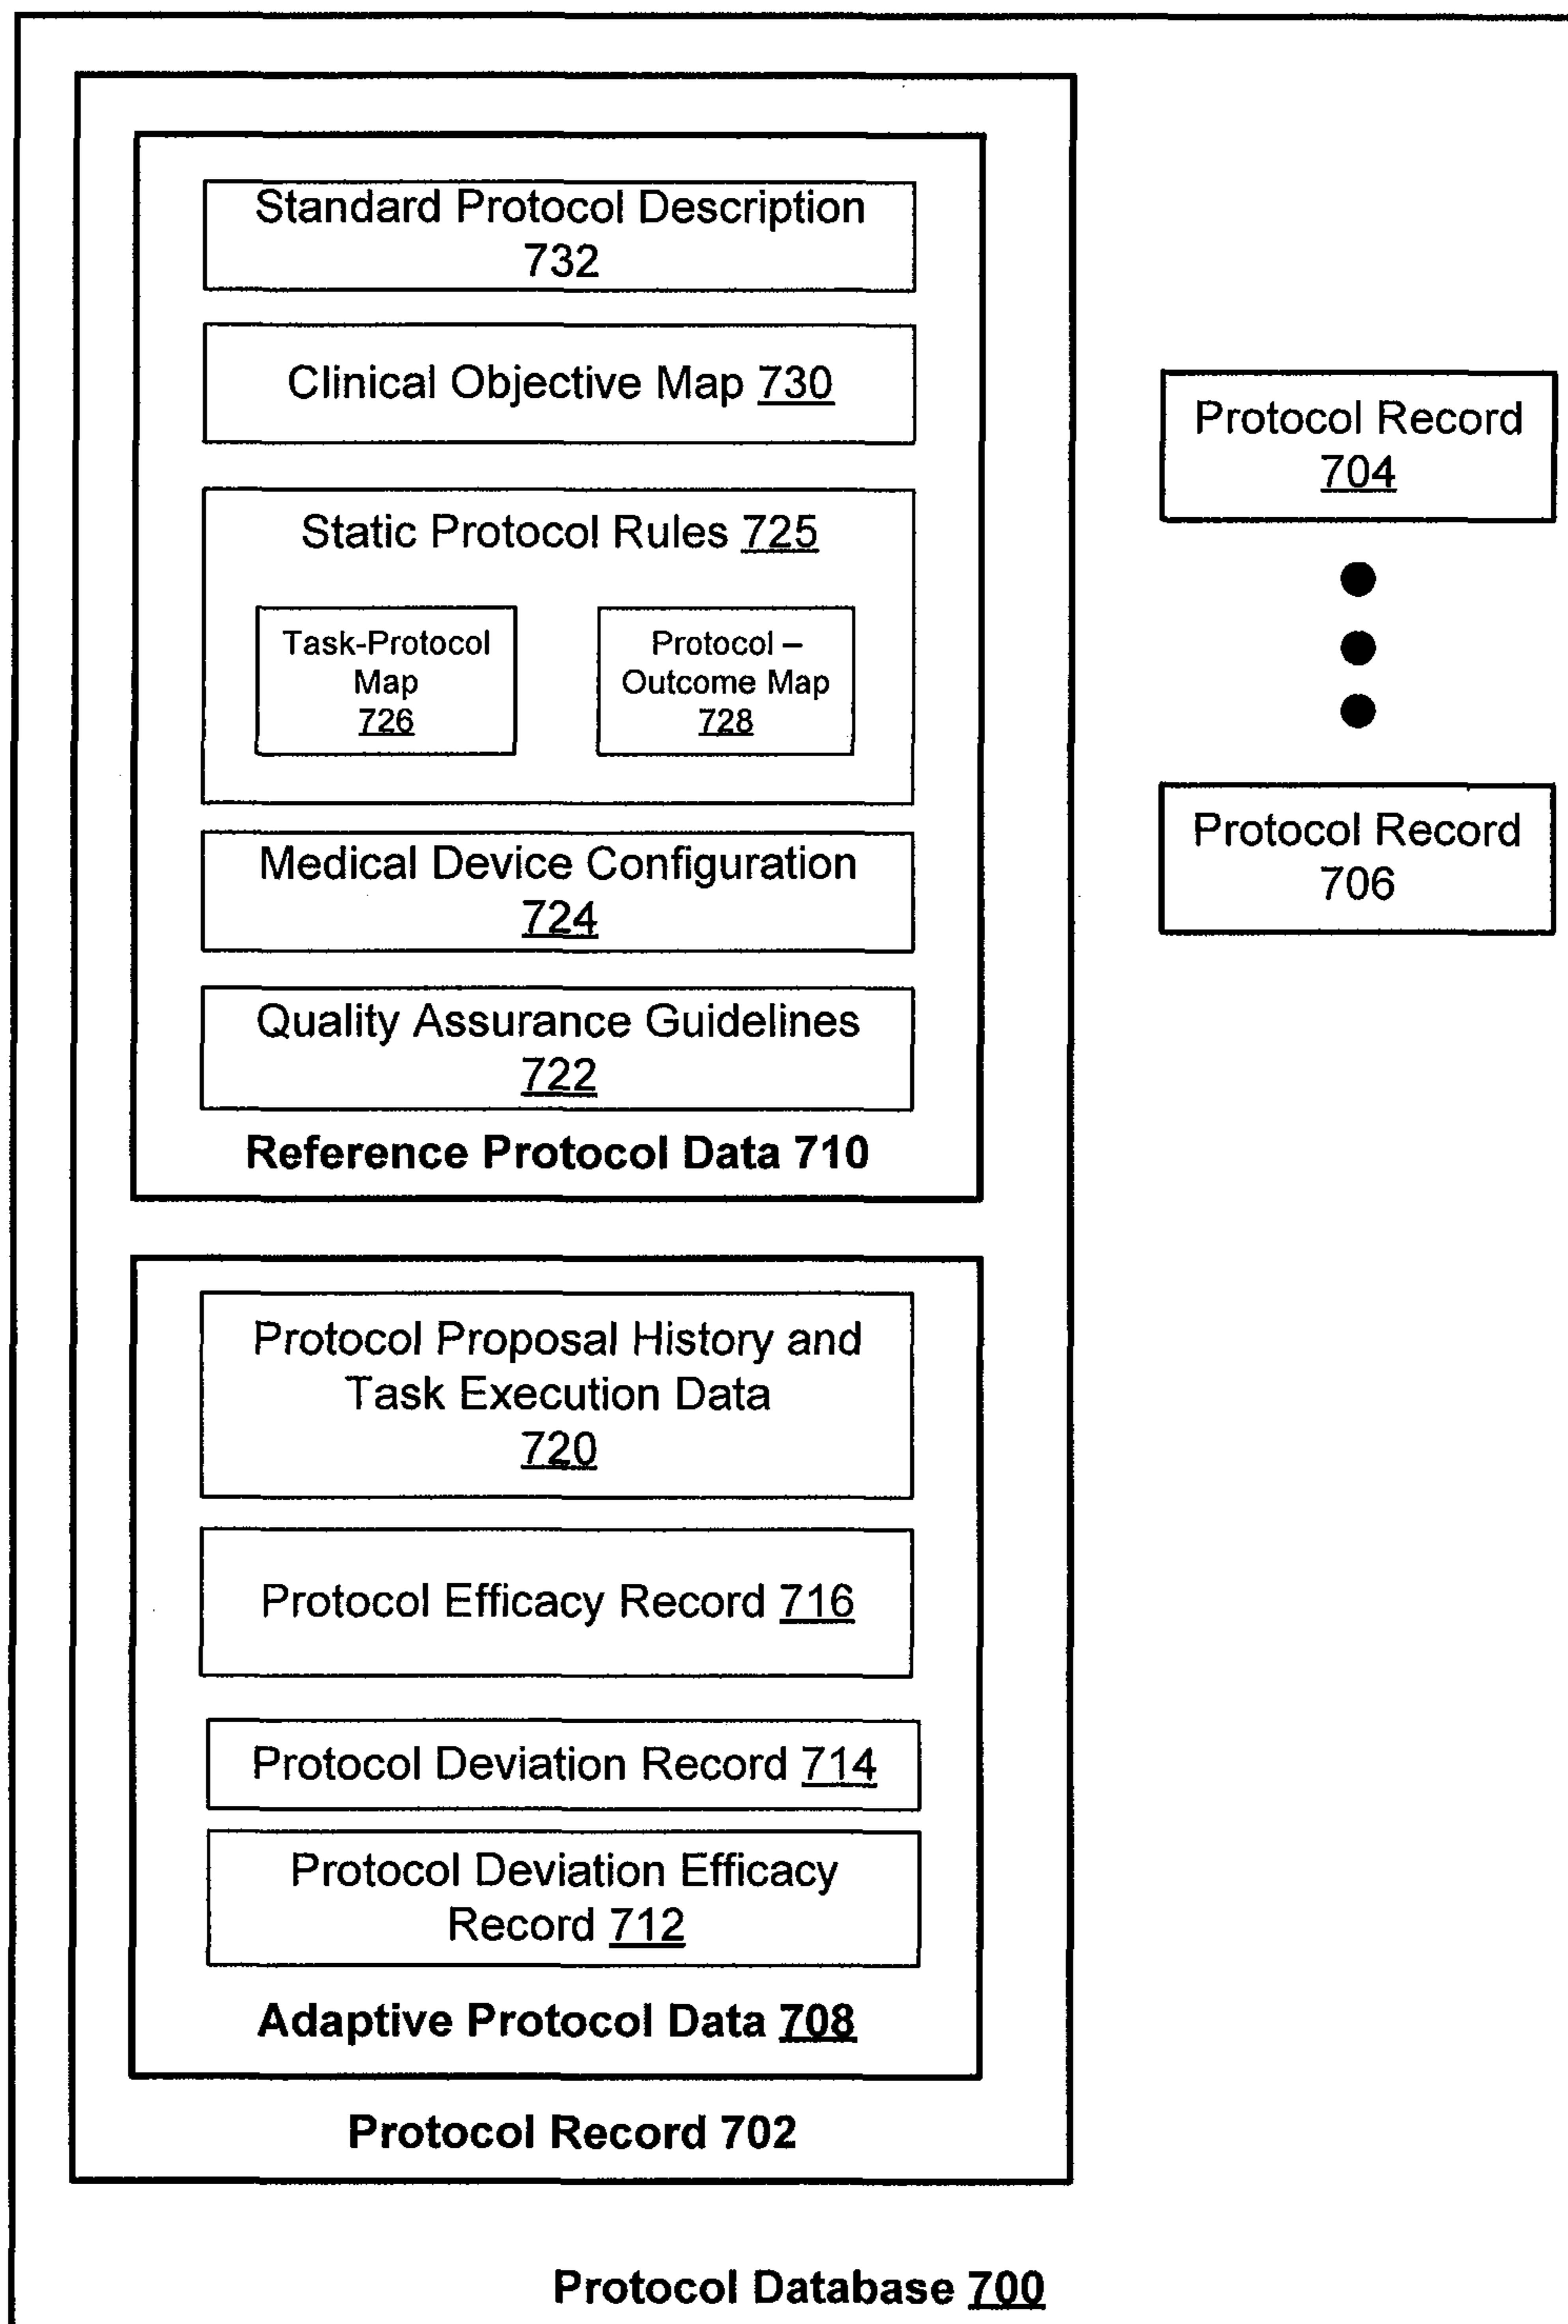 Standard Protocol Description
732
Clinical Objective Map 730
Static Protocol Rules 725
Task-Protocol
Map
726
Protocol –
Outcome Map
728
Medical Device Configuration
724
Quality Assurance Guidelines
722
Reference Protocol Data 710
Protocol Proposal History and
Task Execution Data
720
Protocol Efficacy Record 716
Protocol Deviation Record 714
Protocol Deviation Efficacy
Record 712
Adaptive Protocol Data 708
Protocol Record 702
Protocol Record
704
Protocol Record
706
Protocol Database 700